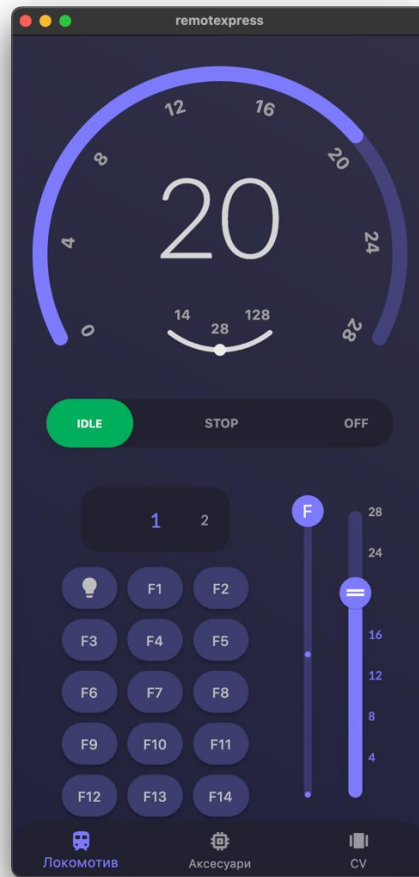 remotexpress
12 16
8 20
4 20 24
0 28
14 28 128
IDLE STOP OFF
1 2
F 28
24
F1 F2
F3 F4 F5
16
12
F6 F7 F8
8
F9 F10 F11
4
F12 F13 F14
Локомотив Аксесуари CV